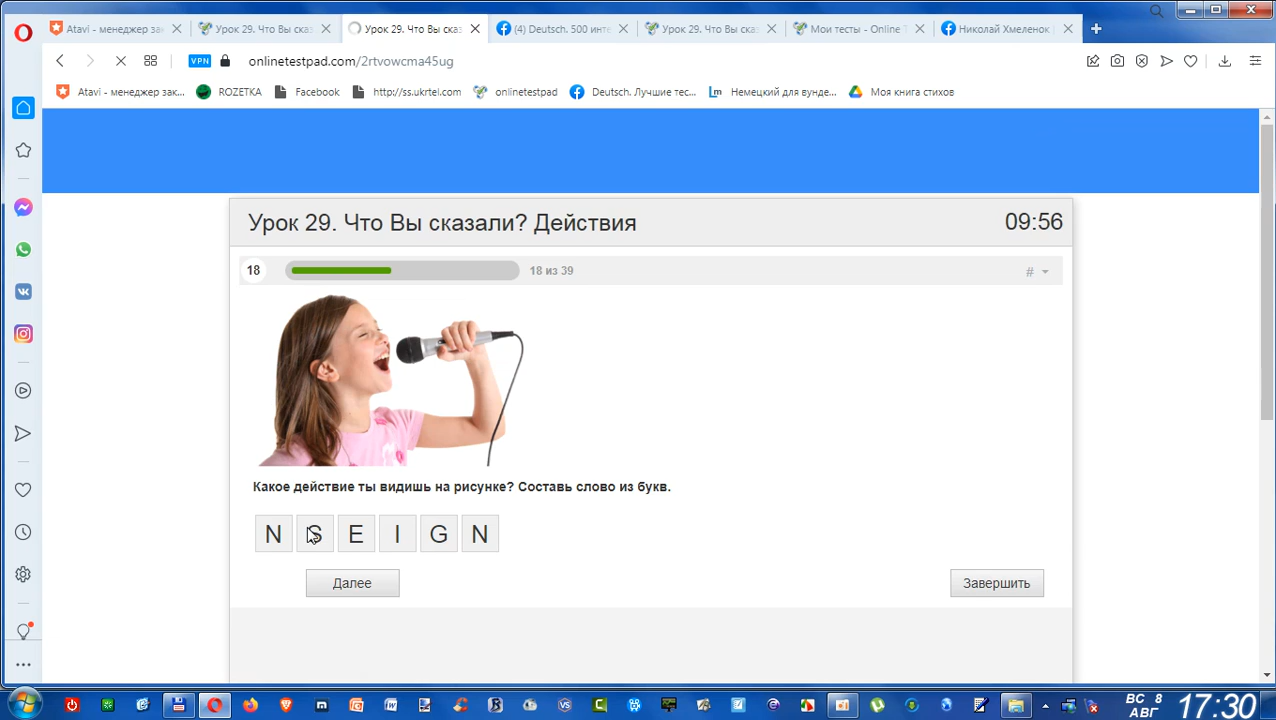 Atavi - менеджер за
Урок 29. Что Вы сказ
Урок 29. Что Вы сказ
(4) Deutsch. 500 инте
Урок 29. Что Вы сказ
Мои тесты - Online T
Николай Хмеленок
VPN
onlinetestpad.com/2rtvowcma45ug
Atavi - менеджер зак...
ROZETKA
Facebook
http://ss.ukrtel.com
onlinetestpad
Deutsch. Лучшие тес...
Lm
Немецкий для вунде...
Моя книга стихов
Урок 29. Что Вы сказали? Действия
09:56
18
18 из 39
#
Какое действие ты видишь на рисунке? Составь слово из букв.
N S E I G N
Далее
Завершить
ВС 8
АВГ
17:30